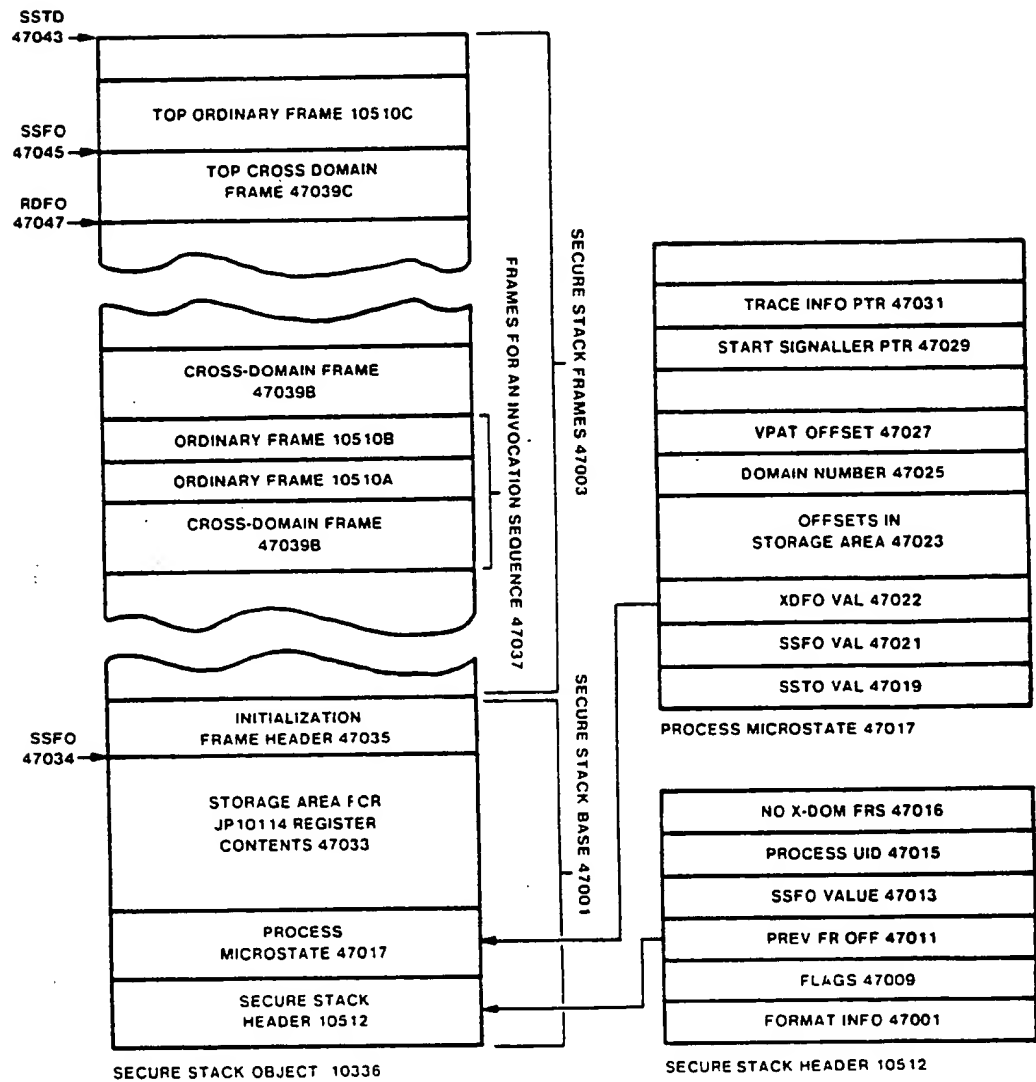 SSTD
47043
TOP ORDINARY FRAME 10510C
SSFO
47045
TOP CROSS DOMAIN
FRAME 47039C
RDFO
47047
CROSS-DOMAIN FRAME
47039B
ORDINARY FRAME 10510B
ORDINARY FRAME 10510A
CROSS-DOMAIN FRAME
47039B
FRAMES FOR AN INVOCATION
SEQUENCE 47037
SECURE STACK FRAMES 47003
INITIALIZATION
FRAME HEADER 47035
SSFO
47034
STORAGE AREA FCR
JP10114 REGISTER
CONTENTS 47033
PROCESS
MICROSTATE 47017
SECURE STACK
HEADER 10512
SECURE STACK BASE 47001
SECURE STACK OBJECT 10336
TRACE INFO PTR 47031
START SIGNALLER PTR 47029
VPAT OFFSET 47027
DOMAIN NUMBER 47025
OFFSETS IN
STORAGE AREA 47023
XDFO VAL 47022
SSFO VAL 47021
SSTO VAL 47019
PROCESS MICROSTATE 47017
NO X-DOM FRS 47016
PROCESS UID 47015
SSFO VALUE 47013
PREV FR OFF 47011
FLAGS 47009
FORMAT INFO 47001
SECURE STACK HEADER 10512